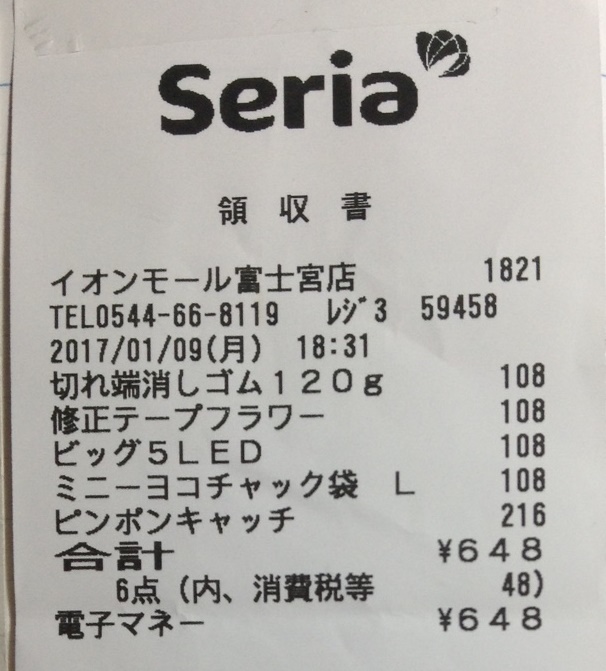 Seria
領収書
イオンモール富士宮店 1821
TEL0544-66-8119 レジ3 59458
2017/01/09(月) 18:31
切れ端消しゴム120g 108
修正テープフラワー 108
ビッグ5LED 108
ミニーヨコチャック袋 L 108
ピンポンキャッチ 216
合計 ¥648
6点(内、消費税等 48)
電子マネー ¥648